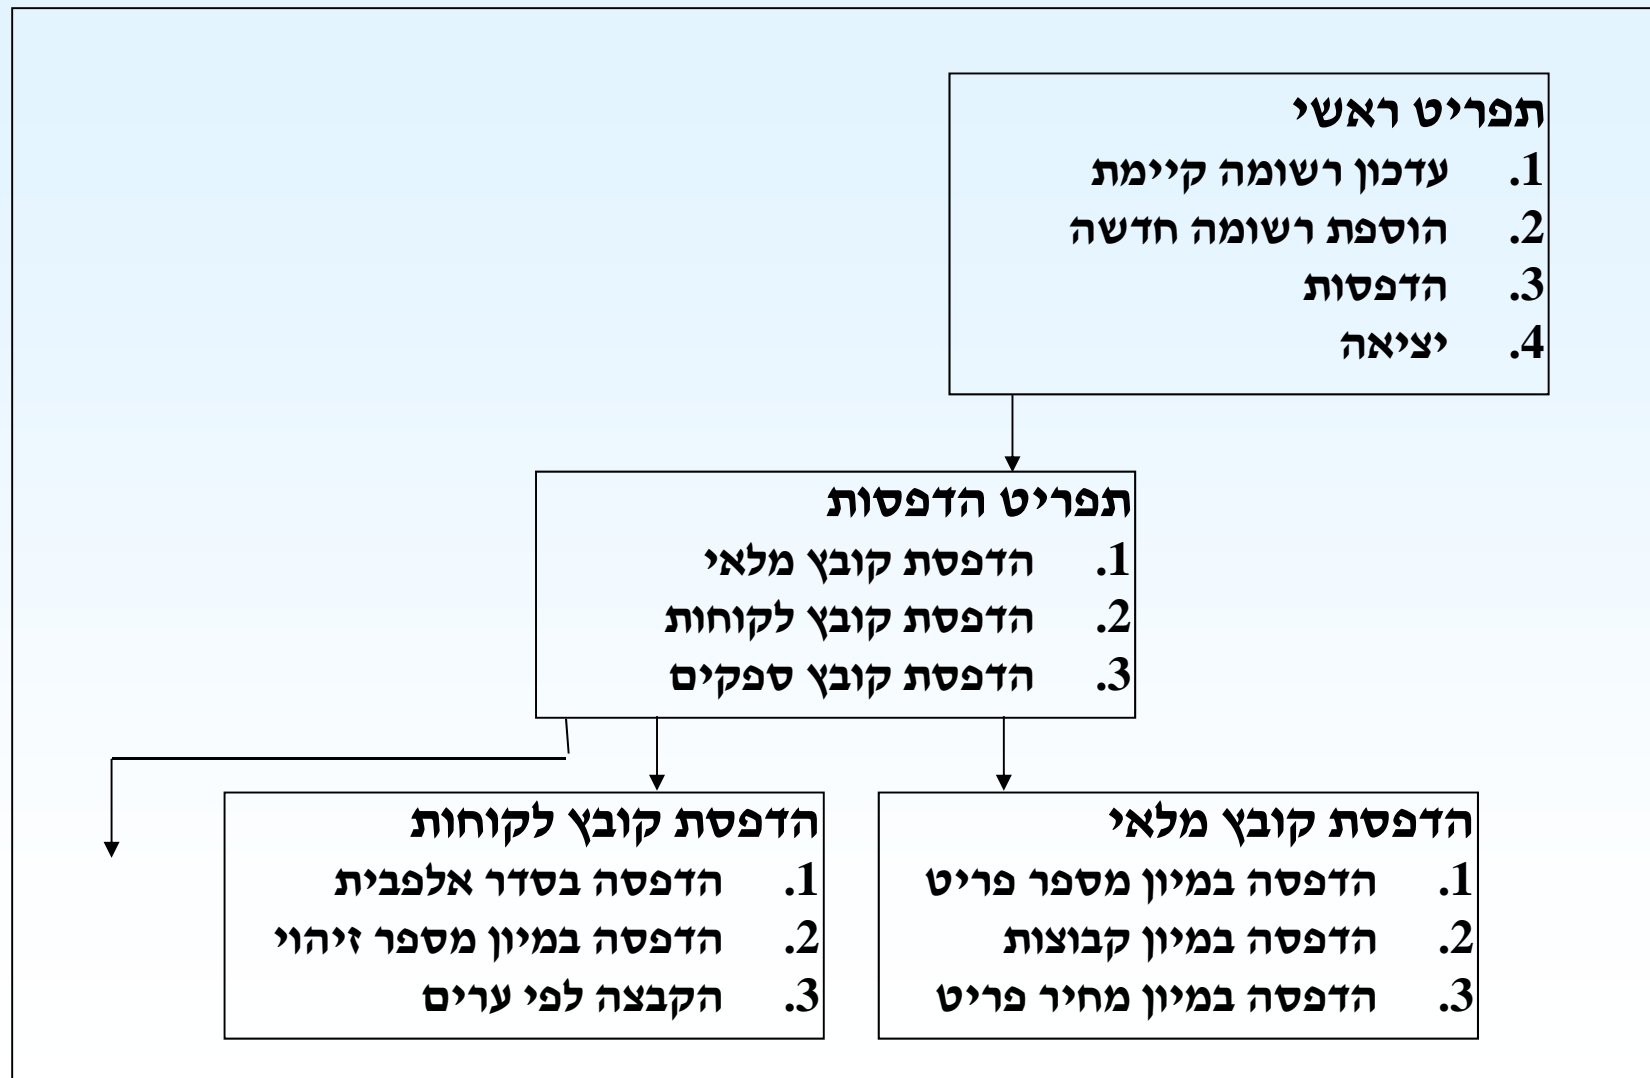 תפריט ראשי
1. עדכון רשומה קיימת
2. הוספת רשומה חדשה
3. הדפסות
4. יציאה
תפריט הדפסות
1. הדפסת קובץ מלאי
2. הדפסת קובץ לקוחות
3. הדפסת קובץ ספקים
הדפסת קובץ מלאי
1. הדפסה במיון מספר פריט
2. הדפסה במיון קבוצות
3. הדפסה במיון מחיר פריט
הדפסת קובץ לקוחות
1. הדפסה בסדר אלפבית
2. הדפסה במיון מספר זיהוי
3. הקבצה לפי ערים